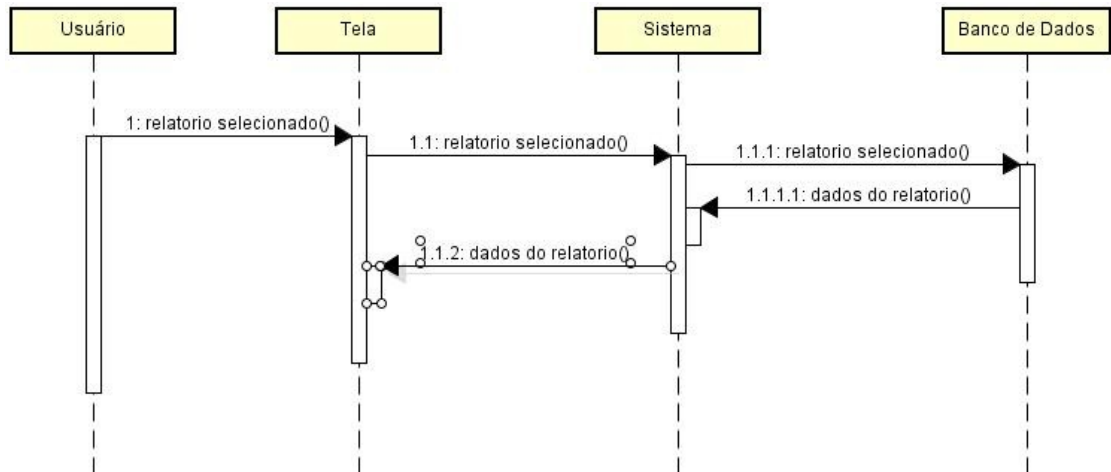 Usuário
Tela
Sistema
Banco de Dados
1: relatorio selecionado()
1.1: relatorio selecionado()
1.1.1: relatorio selecionado()
1.1.1.1: dados do relatorio()
1.1.2: dados do relatorio()